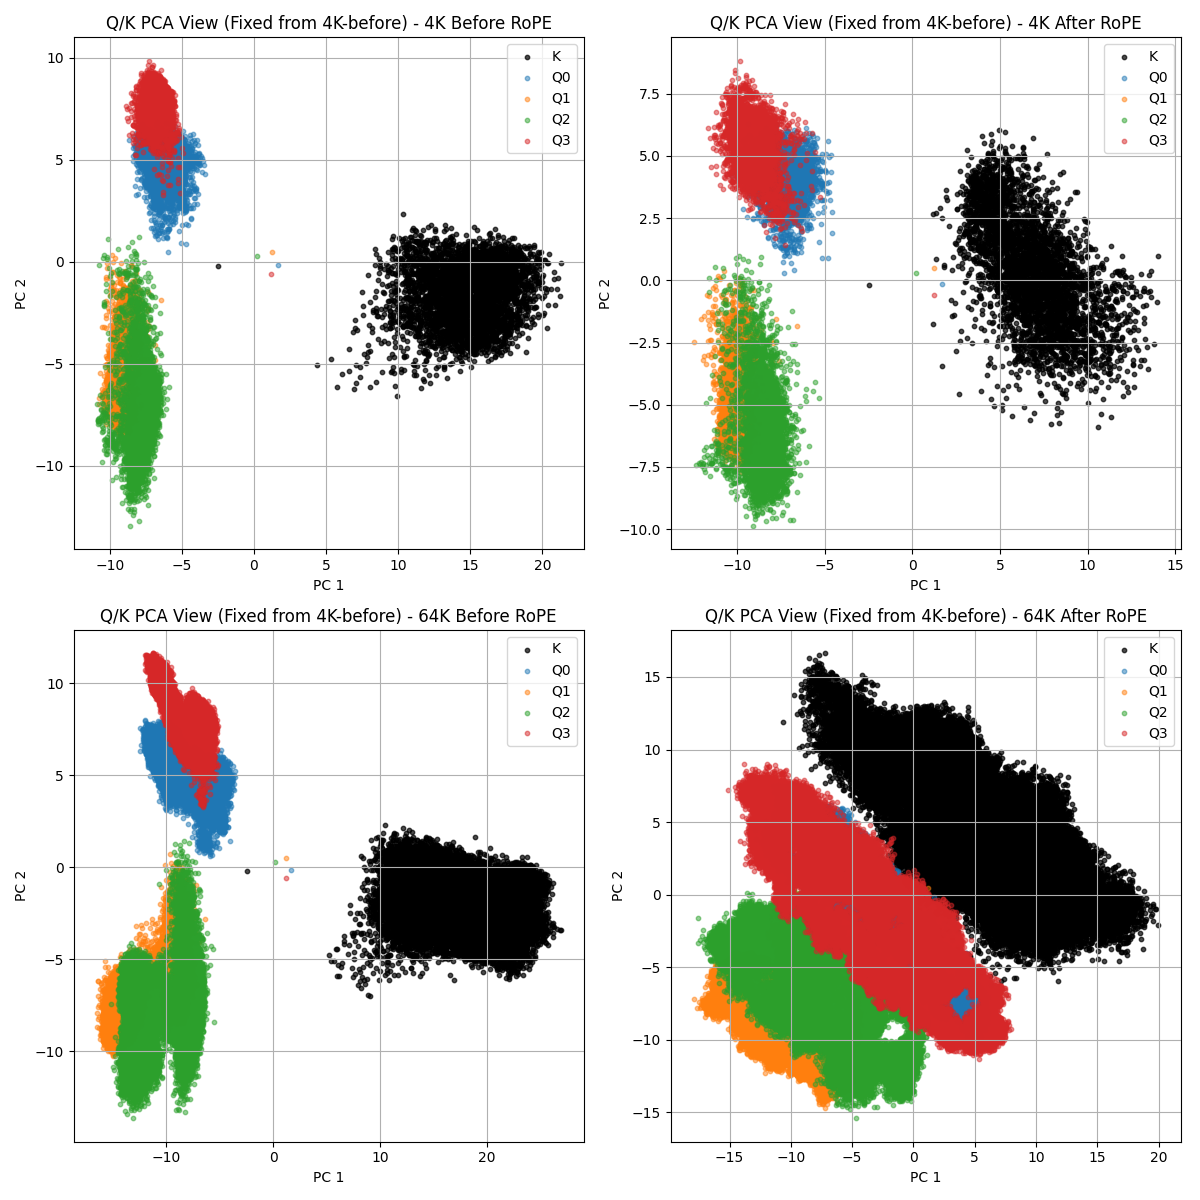 Q/K PCA View (Fixed from 4K-before) - 4K Before RoPE
K
Q0
Q1
Q2
Q3
10
5
0
−5
−10
PC 2
−10
−5
0
5
10
15
20
PC 1
Q/K PCA View (Fixed from 4K-before) - 4K After RoPE
K
Q0
Q1
Q2
Q3
7.5
5.0
2.5
0.0
−2.5
−5.0
−7.5
−10.0
PC 2
−10
−5
0
5
10
15
PC 1
Q/K PCA View (Fixed from 4K-before) - 64K Before RoPE
K
Q0
Q1
Q2
Q3
10
5
0
−5
−10
PC 2
−10
0
10
20
PC 1
Q/K PCA View (Fixed from 4K-before) - 64K After RoPE
K
Q0
Q1
Q2
Q3
15
10
5
0
−5
−10
−15
PC 2
−15
−10
−5
0
5
10
15
20
PC 1